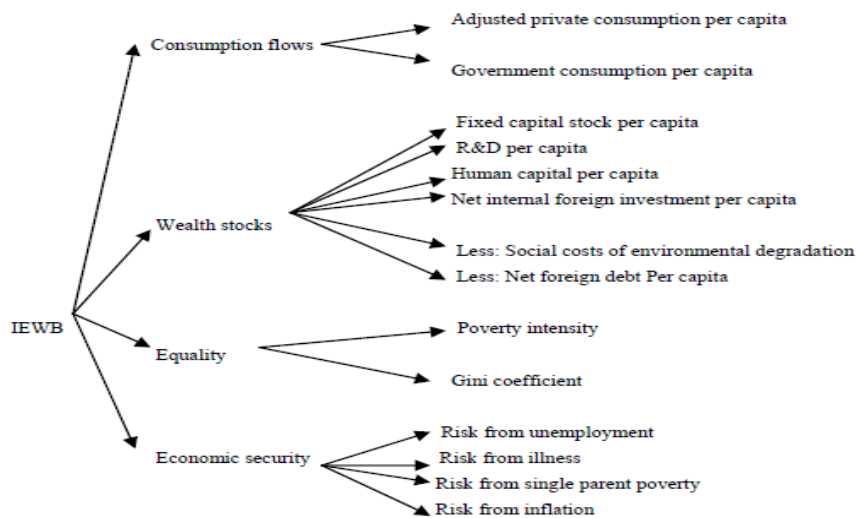 Adjusted private consumption per capita
Consumption flows
Government consumption per capita
Fixed capital stock per capita
R&D per capita
Human capital per capita
Net internal foreign investment per capita
Wealth stocks
Less: Social costs of environmental degradation
Less: Net foreign debt Per capita
IEWB
Poverty intensity
Equality
Gini coefficient
Risk from unemployment
Economic security
Risk from illness
Risk from single parent poverty
Risk from inflation